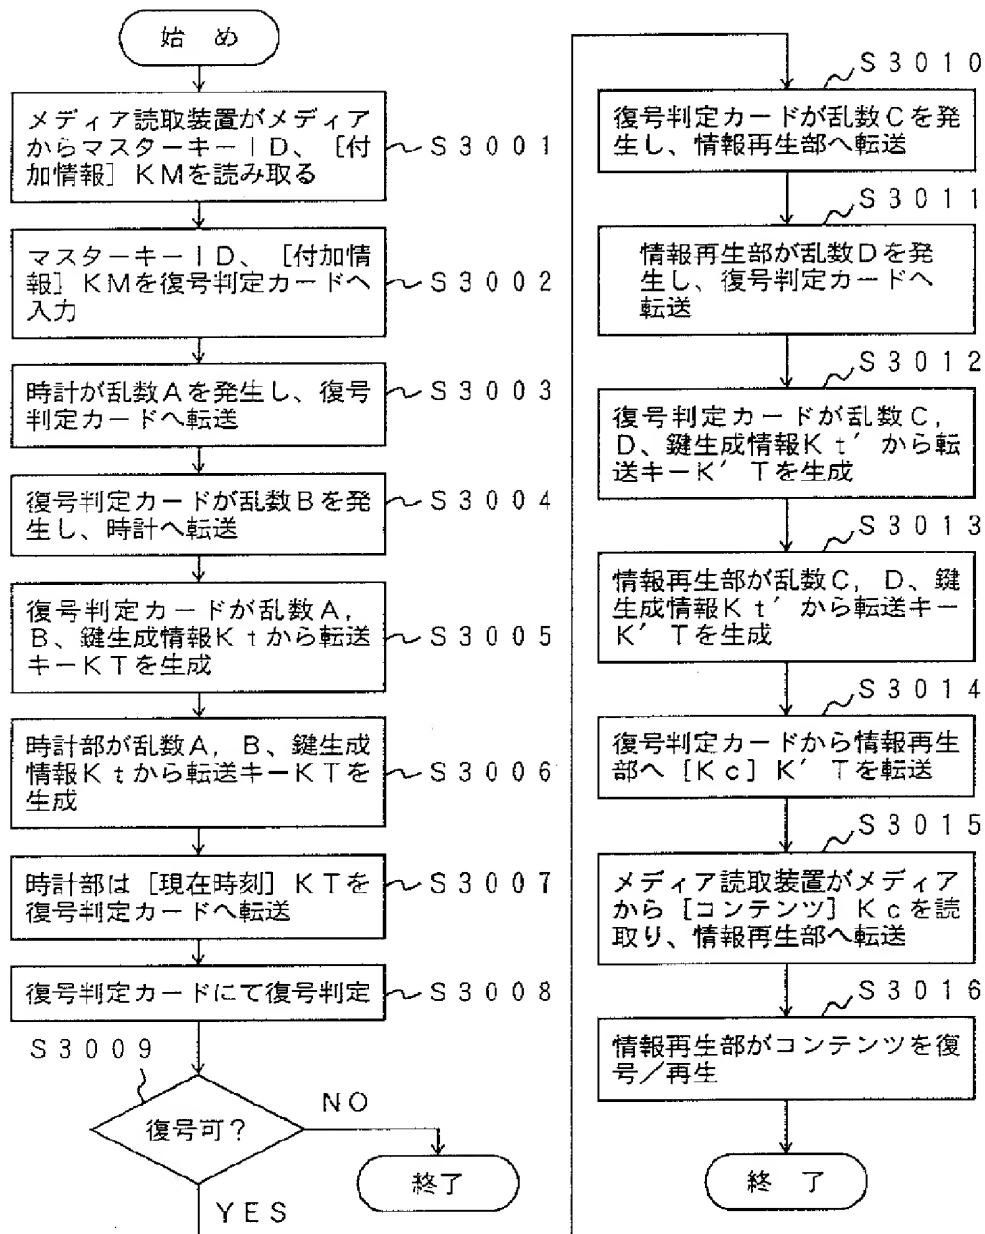 始 め
メディア読取装置がメディア
からマスターキーID、[付
加情報] KMを読み取る
S3001
マスターキーID、[付加情
報] KMを復号判定カードへ
入力
S3002
時計が乱数Aを発生し、復号
判定カードへ転送
S3003
復号判定カードが乱数Bを発
生し、時計へ転送
S3004
復号判定カードが乱数A,
B、鍵生成情報Ktから転送
キーKTを生成
S3005
時計部が乱数A, B、鍵生成
情報Ktから転送キーKTを
生成
S3006
時計部は [現在時刻] KTを
復号判定カードへ転送
S3007
復号判定カードにて復号判定
S3008
S3009
復号可?
NO
終了
YES
S3010
復号判定カードが乱数Cを発
生し、情報再生部へ転送
S3011
情報再生部が乱数Dを発
生し、復号判定カードへ
転送
S3012
復号判定カードが乱数C,
D、鍵生成情報Kt′から転
送キーK′Tを生成
S3013
情報再生部が乱数C, D、鍵
生成情報Kt′から転送キー
K′Tを生成
S3014
復号判定カードから情報再生
部へ [Kc] K′Tを転送
S3015
メディア読取装置がメディア
から [コンテンツ] Kcを読
取り、情報再生部へ転送
S3016
情報再生部がコンテンツを復
号/再生
終 了